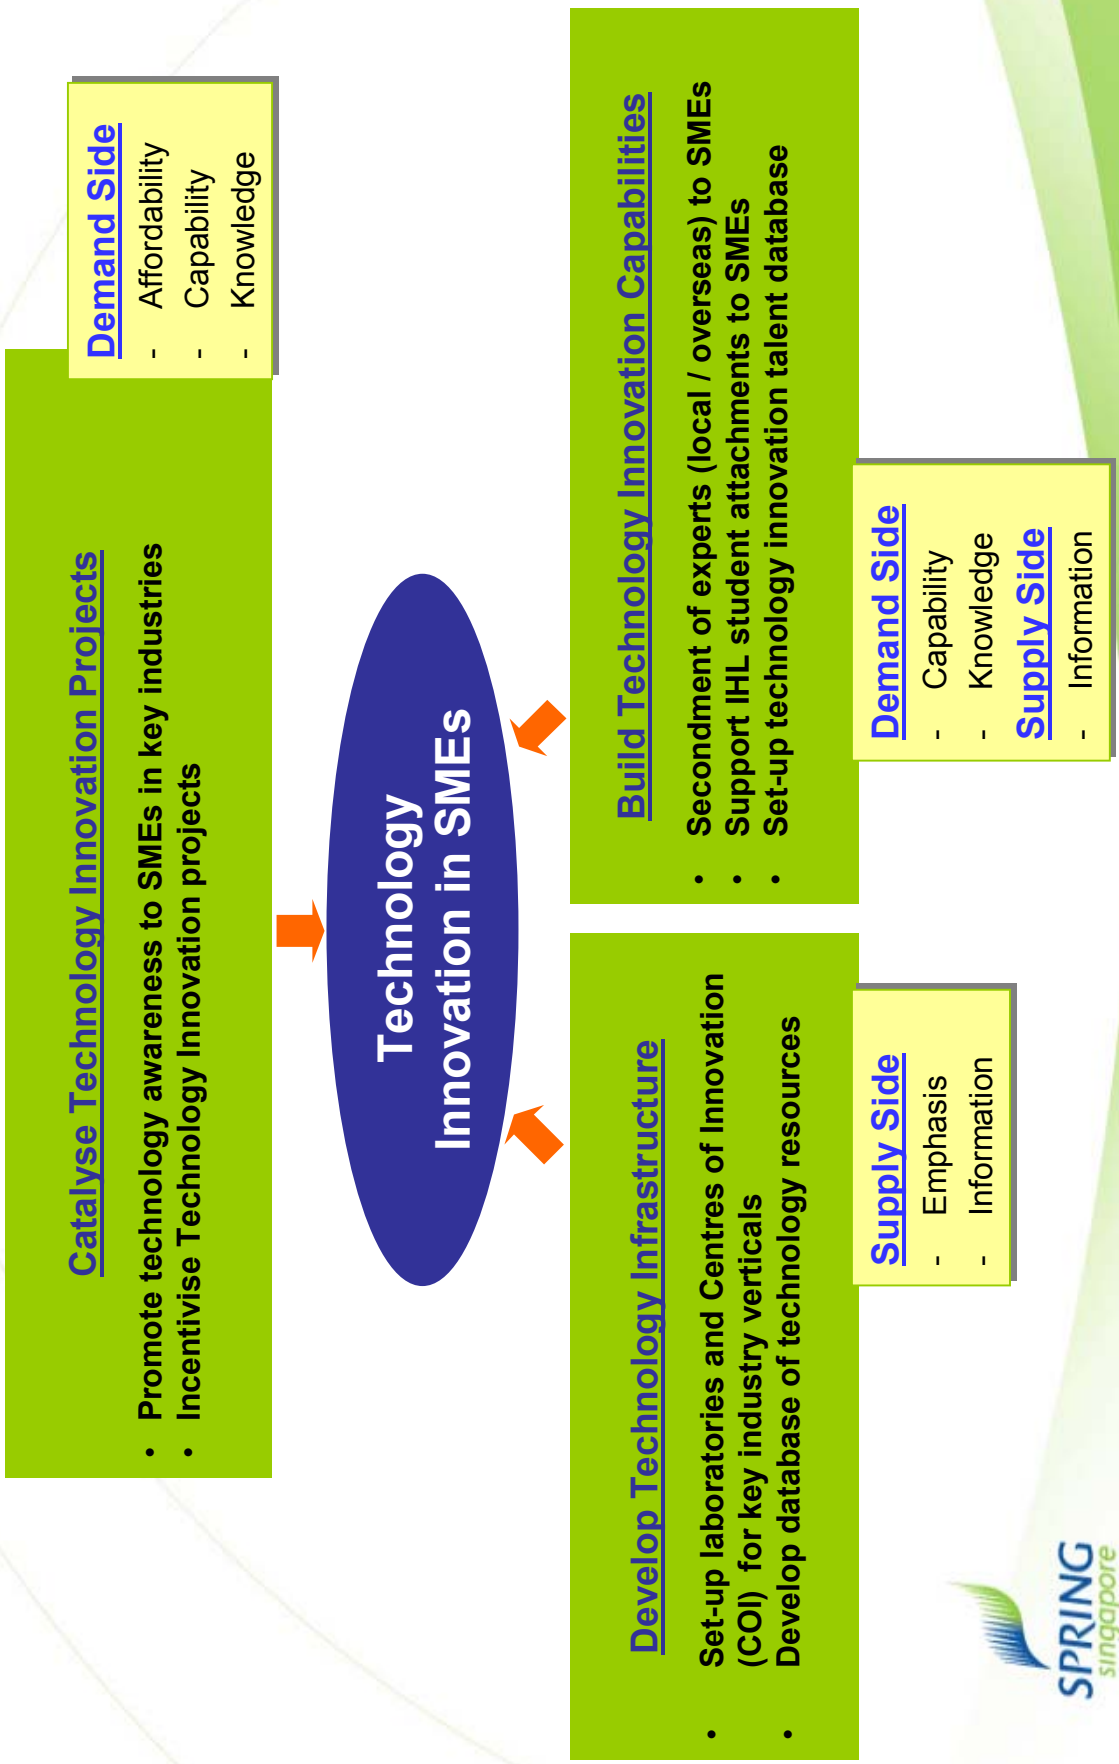 Catalyse Technology Innovation Projects
• Promote technology awareness to SMEs in key industries
• Incentivise Technology Innovation projects
Demand Side
- Affordability
- Capability
- Knowledge
Technology
Innovation in SMEs
Develop Technology Infrastructure
• Set-up laboratories and Centres of Innovation
(COI) for key industry verticals
• Develop database of technology resources
Supply Side
- Emphasis
- Information
Build Technology Innovation Capabilities
• Secondment of experts (local / overseas) to SMEs
• Support IHL student attachments to SMEs
• Set-up technology innovation talent database
Demand Side
- Capability
- Knowledge
Supply Side
- Information
SPRING
singapore